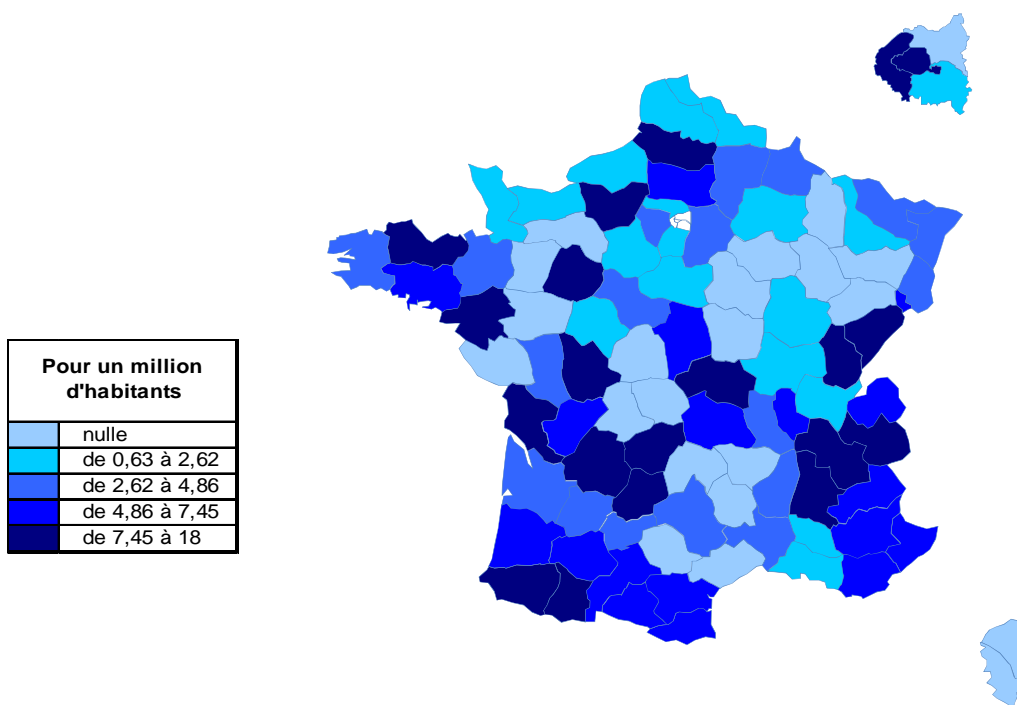 Pour un million
d'habitants
nulle
de 0,63 à 2,62
de 2,62 à 4,86
de 4,86 à 7,45
de 7,45 à 18